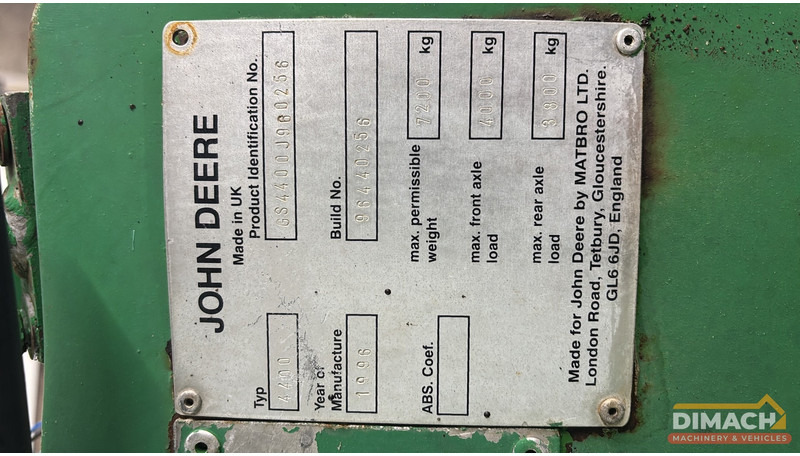 JOHN DEERE
Made in UK
Product Identification No.
Typ
4400
GS4400J960256
Year of
Manufacture
Build No.
1996
96440256
max. permissible
weight
7200 kg
ABS. Coef.
max. front axle
load
4000 kg
max. rear axle
load
3900 kg
Made for John Deere by MATBRO LTD.
London Road, Tetbury, Gloucestershire.
GL6 6JD, England
DIMACH
MACHINERY & VEHICLES